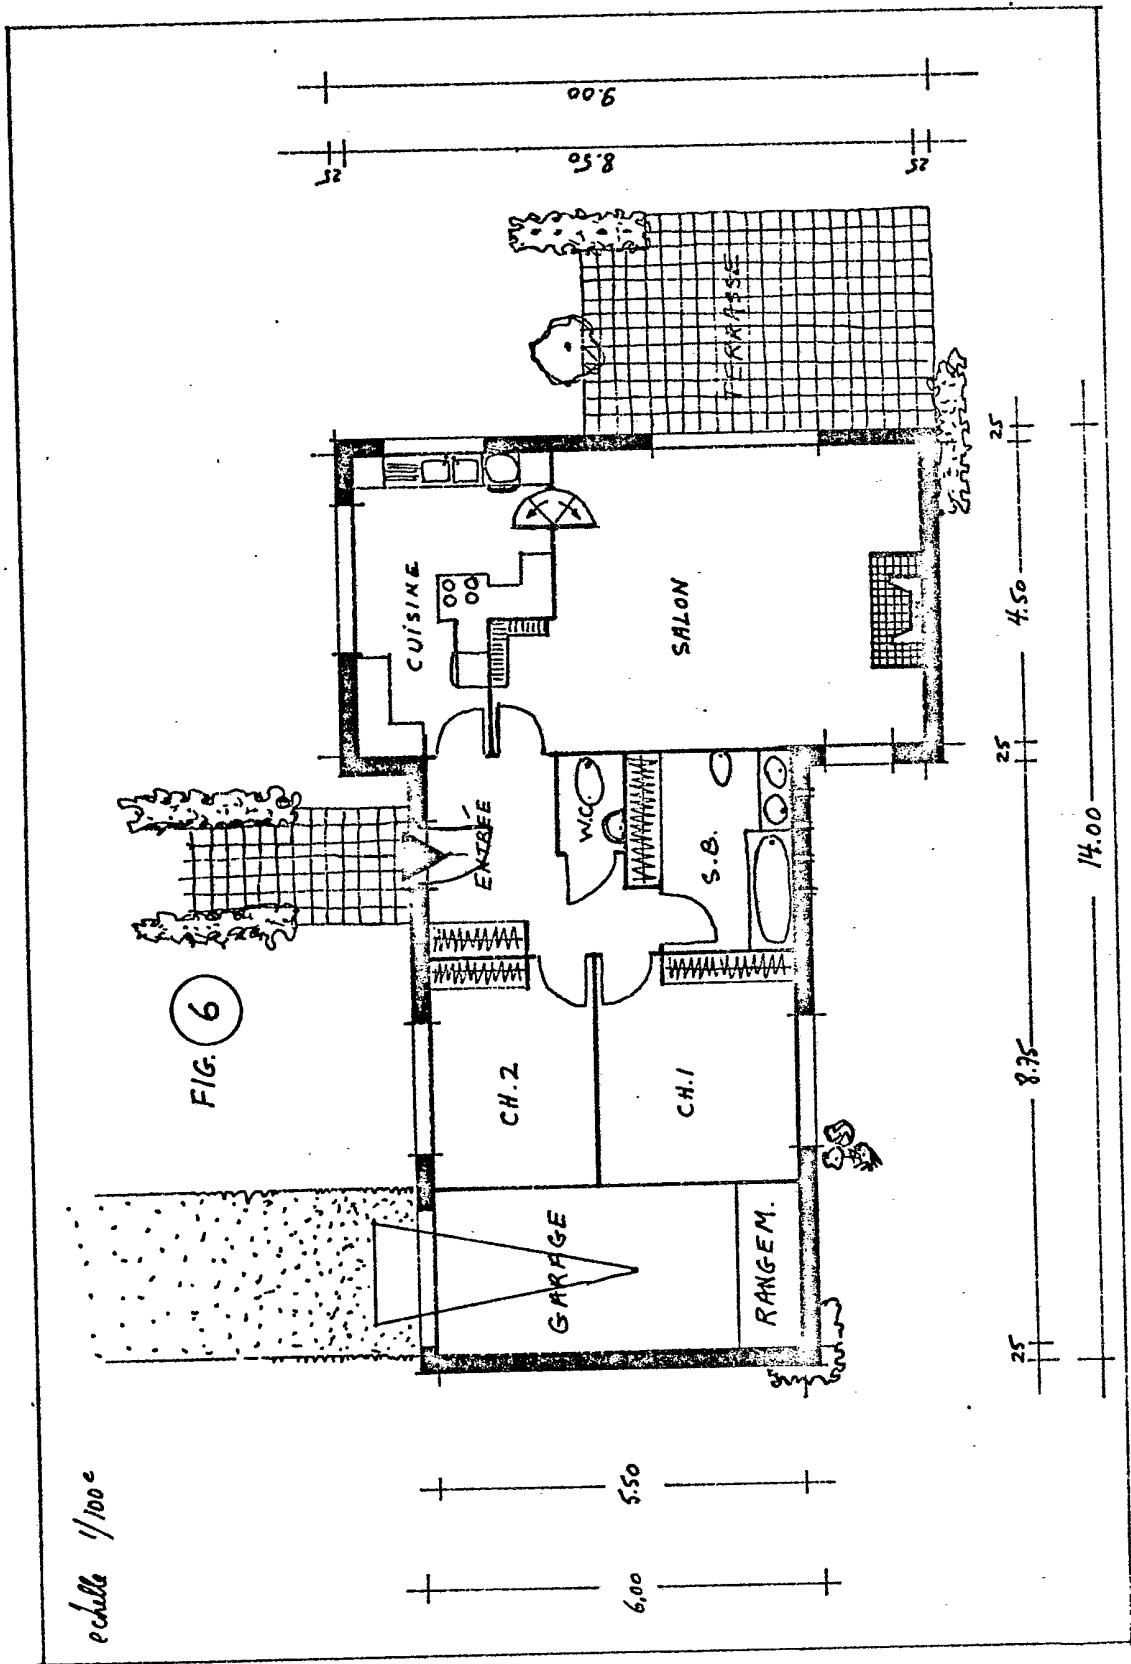 echelle 1/100e
FIG. 6
GARAGE
RANGEM.
CH.2
CH.1
ENTRÉE
W.C
S.B.
CUISINE
SALON
TERRASSE
6,00
5.50
25
8.75
25
4.50
25
14.00
25
8.50
25
9.00